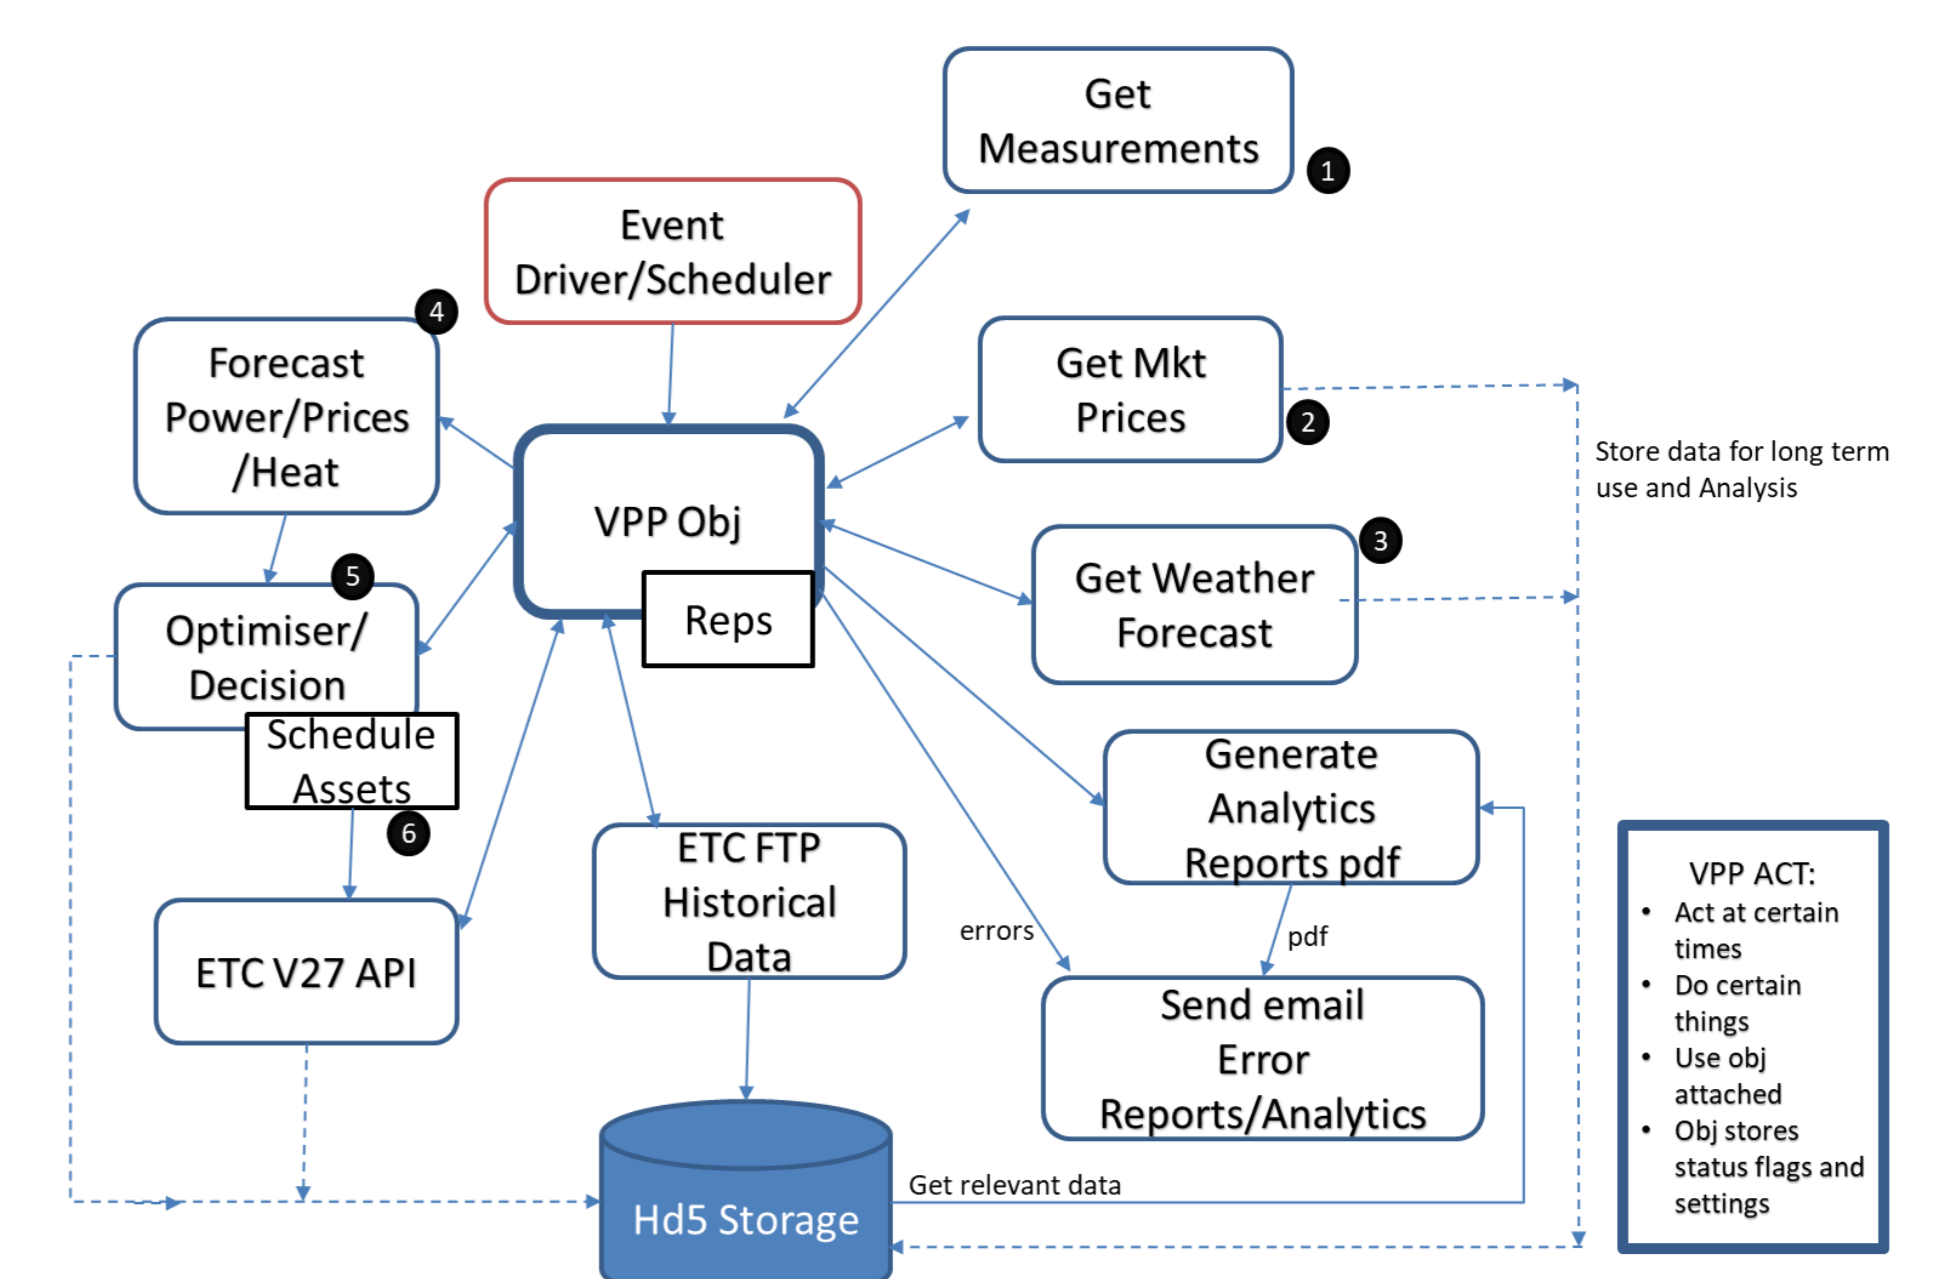 Get
Measurements
1
Event
Driver/Scheduler
4
Forecast
Power/Prices
/Heat
Get Mkt
Prices
2
Store data for long term
use and Analysis
VPP Obj
Reps
3
Get Weather
Forecast
5
Optimiser/
Decision
Schedule
Assets
6
Generate
Analytics
Reports pdf
ETC FTP
Historical
Data
errors
pdf
ETC V27 API
Send email
Error
Reports/Analytics
Get relevant data
Hd5 Storage
VPP ACT:
• Act at certain
times
• Do certain
things
• Use obj
attached
• Obj stores
status flags and
settings